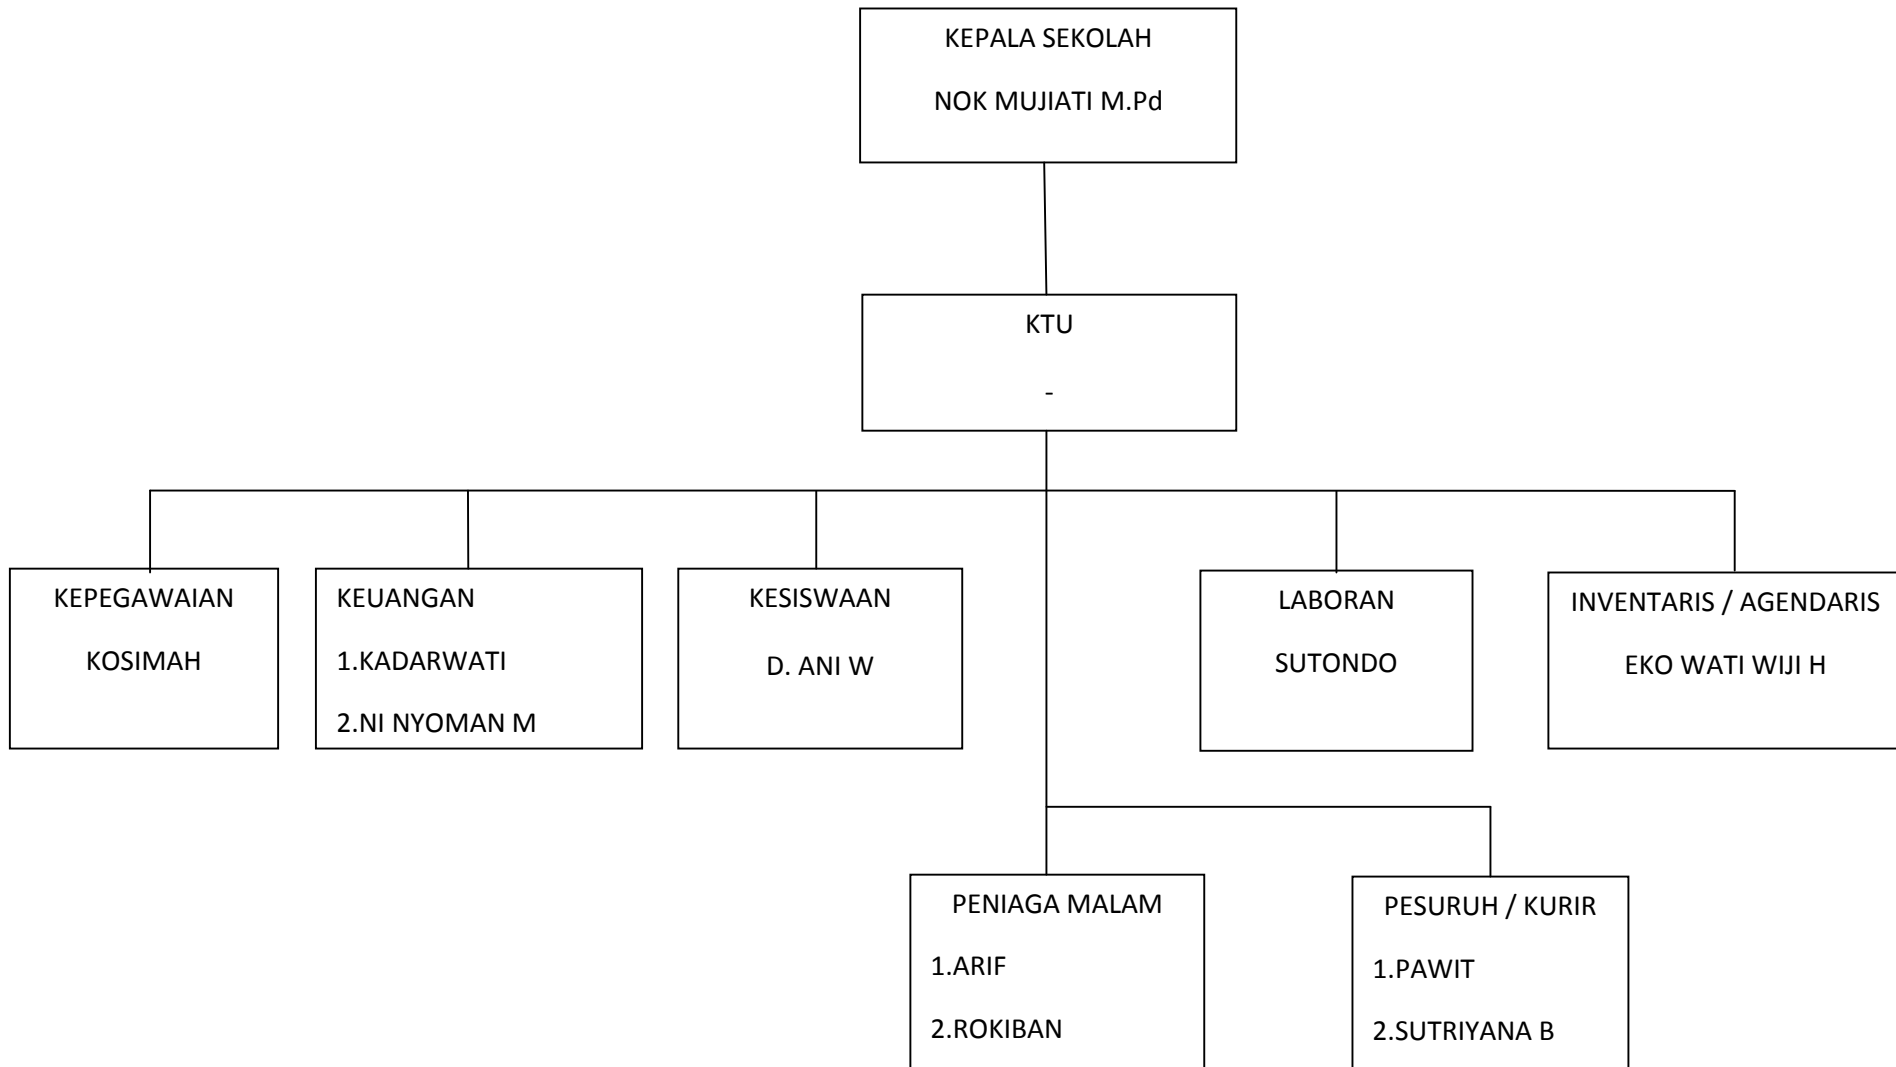 KEPALA SEKOLAH
NOK MUJIATI M.Pd
KTU
-
KEPEGAWAIAN
KOSIMAH
KEUANGAN
1.KADARWATI
2.NI NYOMAN M
KESISWAAN
D. ANI W
LABORAN
SUTONDO
INVENTARIS / AGENDARIS
EKO WATI WIJI H
PENIAGA MALAM
1.ARIF
2.ROKIBAN
PESURUH / KURIR
1.PAWIT
2.SUTRIYANA B